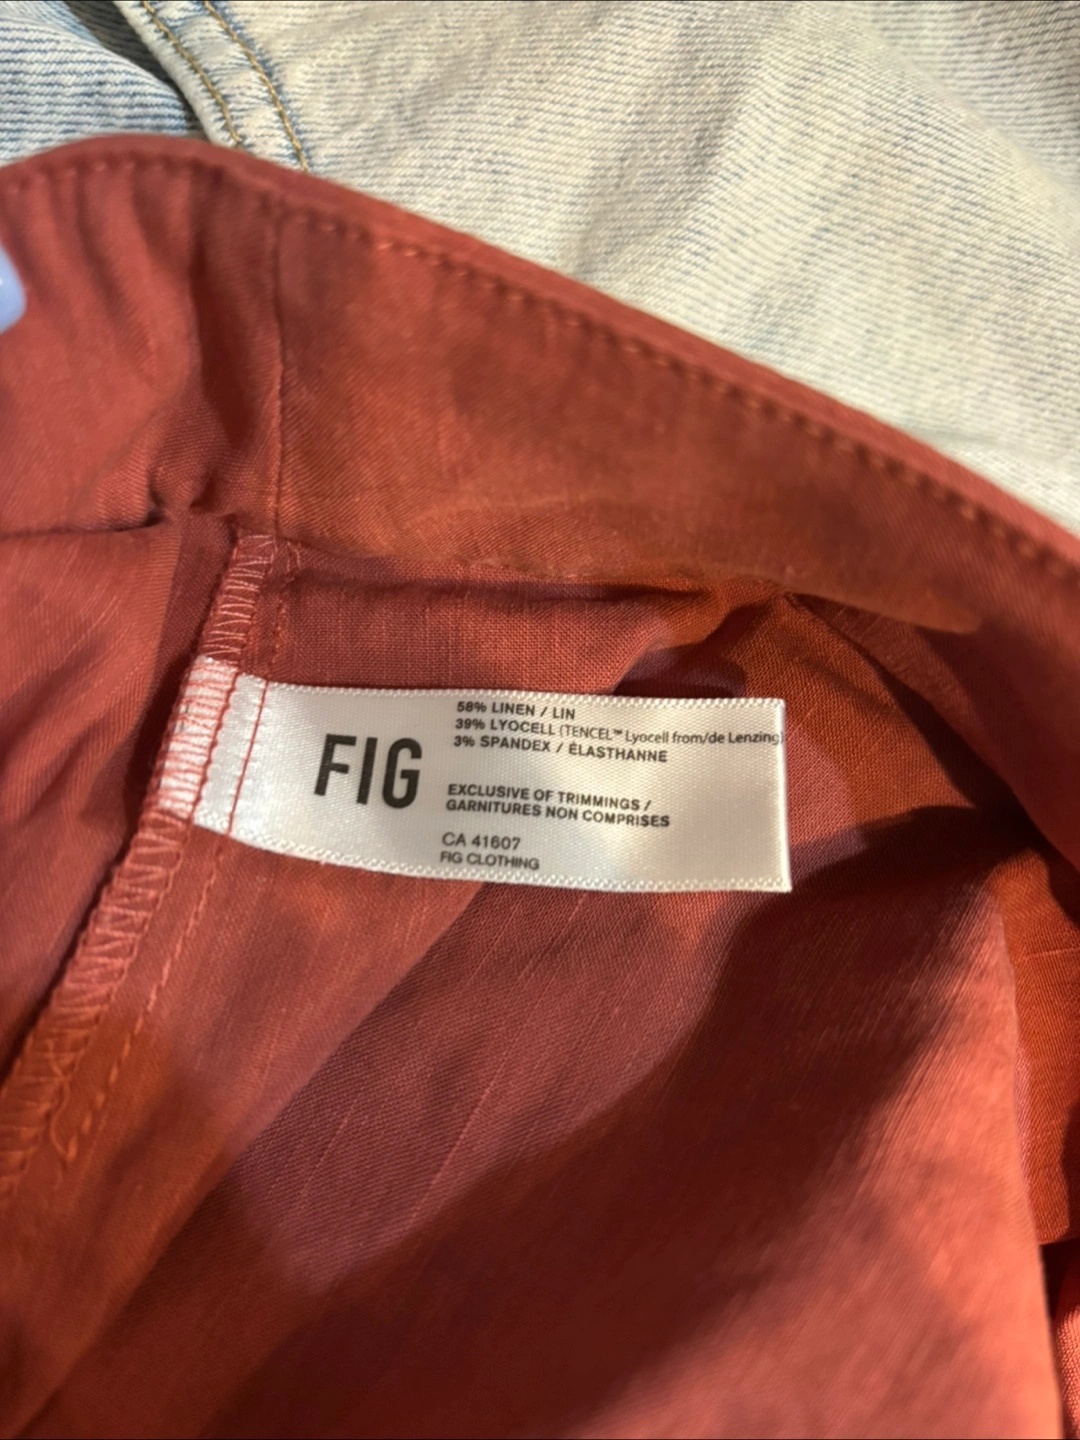 FIG
58% LINEN / LIN
39% LYOCELL (TENCEL™ Lyocell from/de Lenzing)
3% SPANDEX / ÉLASTHANNE
EXCLUSIVE OF TRIMMINGS /
GARNITURES NON COMPRISES
CA 41607
FIG CLOTHING